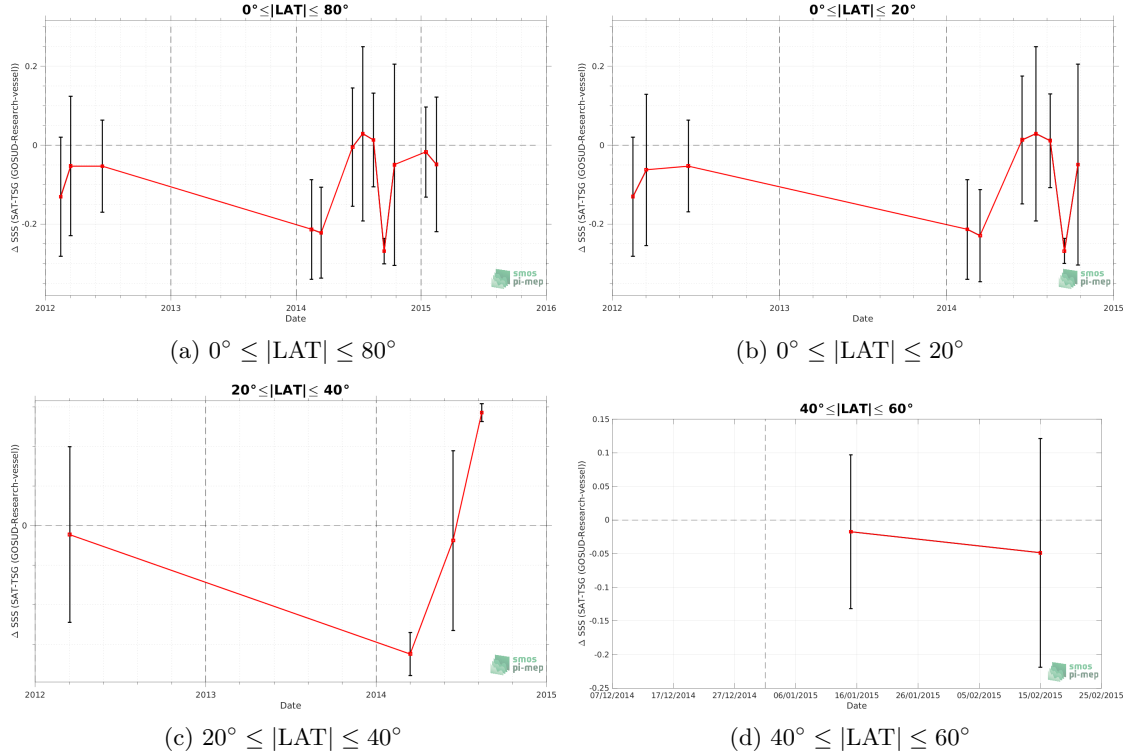 0°≤|LAT|≤ 80°
Δ SSS (SAT-TSG (GOSUD-Research-vessel))
0.2
0
-0.2
2012 2013 2014 2015 2016
Date
smos
pi-mep
(a) 0° ≤ |LAT| ≤ 80°
0°≤|LAT|≤ 20°
Δ SSS (SAT-TSG (GOSUD-Research-vessel))
0.2
0
-0.2
2012 2013 2014 2015
Date
smos
pi-mep
(b) 0° ≤ |LAT| ≤ 20°
20°≤|LAT|≤ 40°
Δ SSS (SAT-TSG (GOSUD-Research-vessel))
0
2012 2013 2014 2015
Date
smos
pi-mep
(c) 20° ≤ |LAT| ≤ 40°
40°≤|LAT|≤ 60°
Δ SSS (SAT-TSG (GOSUD-Research-vessel))
0.15
0.1
0.05
0
-0.05
-0.1
-0.15
-0.2
-0.25
07/12/2014 17/12/2014 27/12/2014 06/01/2015 16/01/2015 26/01/2015 05/02/2015 15/02/2015 25/02/2015
Date
smos
pi-mep
(d) 40° ≤ |LAT| ≤ 60°